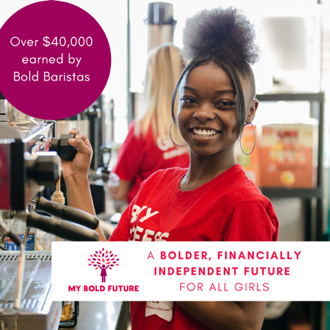 Over $40,000
earned by
Bold Baristas
MY BOLD FUTURE
A BOLDER, FINANCIALLY
INDEPENDENT FUTURE
FOR ALL GIRLS